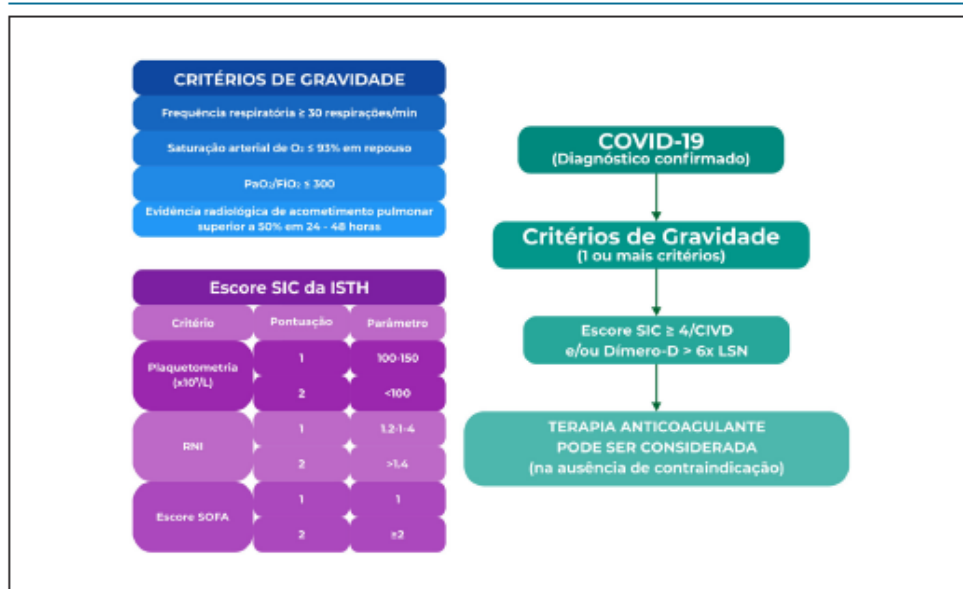 CRITÉRIOS DE GRAVIDADE
Frequência respiratória ≥ 30 respirações/min
Saturação arterial de O₂ ≤ 93% em repouso
PaO₂/FiO₂ ≤ 300
Evidência radiológica de acometimento pulmonar
superior a 50% em 24 - 48 horas
Escore SIC da ISTH
Critério Pontuação Parâmetro
Plaquetometria
(x10⁹/L)
1 100-150
2 <100
RNI
1 1.2-1-4
2 >1.4
Escore SOFA
1 1
2 ≥2
COVID-19
(Diagnóstico confirmado)
Critérios de Gravidade
(1 ou mais critérios)
Escore SIC ≥ 4/CIVD
e/ou Dímero-D > 6x LSN
TERAPIA ANTICOAGULANTE
PODE SER CONSIDERADA
(na ausência de contraindicação)